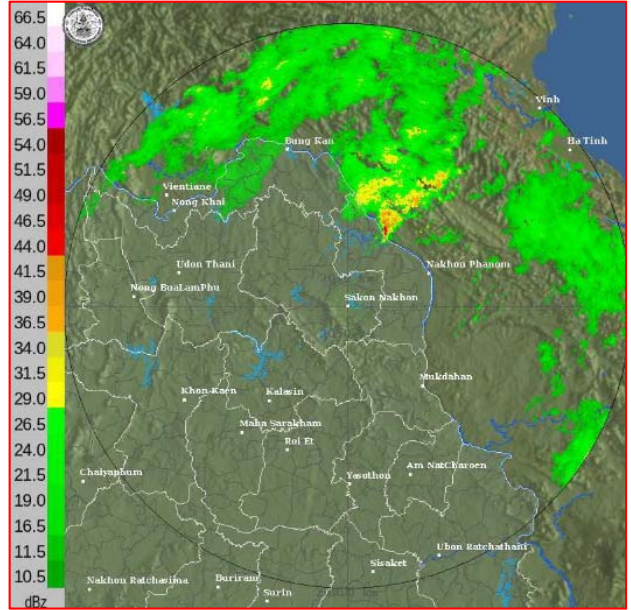 66.5
64.0
61.5
59.0
56.5
54.0
51.5
49.0
46.5
44.0
41.5
39.0
36.5
34.0
31.5
29.0
26.5
24.0
21.5
19.0
16.5
11.5
10.5
dBz
Vinh
Ha Tinh
Bung Kan
Vientiane
Nong Khai
Udon Thani
Nakhon Phanom
Nong BuaLamPhu
Sakon Nakhon
Mukdahan
Khon Kaen
Kalasin
Maha Sarakham
Roi Et
Chaiyaphum
Yasothon
Am NatCharoen
Ubon Ratchathani
Sisaket
Nakhon Ratchasima
Buriram
Surin